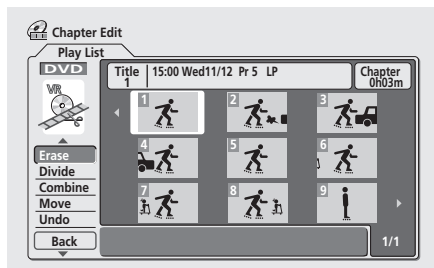 Chapter Edit
Play List
DVD
Title 1 15:00 Wed11/12 Pr 5 LP
Chapter 0h03m
VR
1 2 3
4 5 6
7 8 9
Erase
Divide
Combine
Move
Undo
Back
1/1